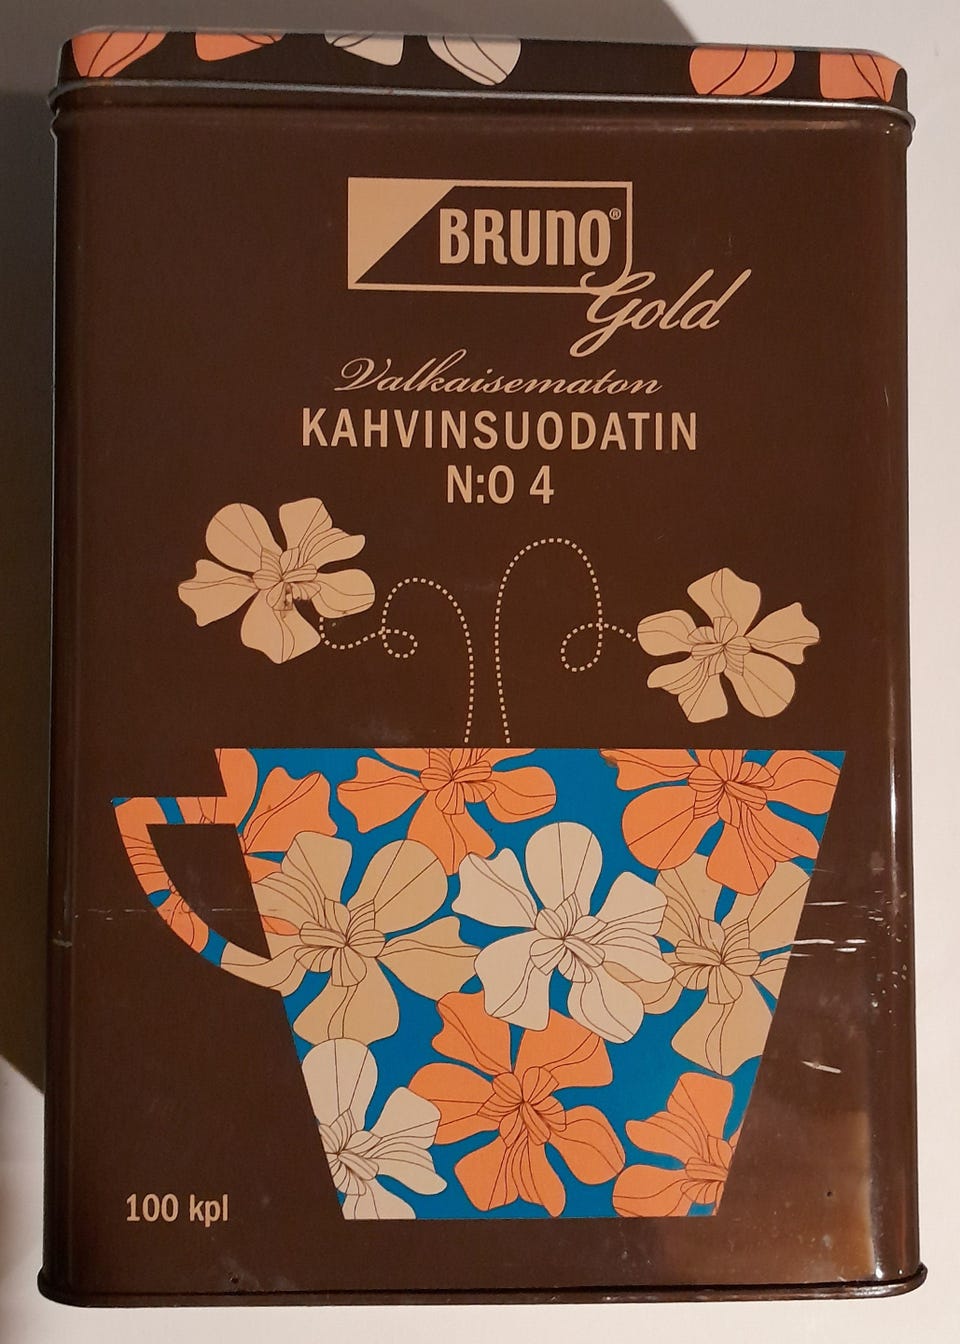 BRUNO®
Gold
Valkaisematon
KAHVINSUODATIN
N:O 4
100 kpl